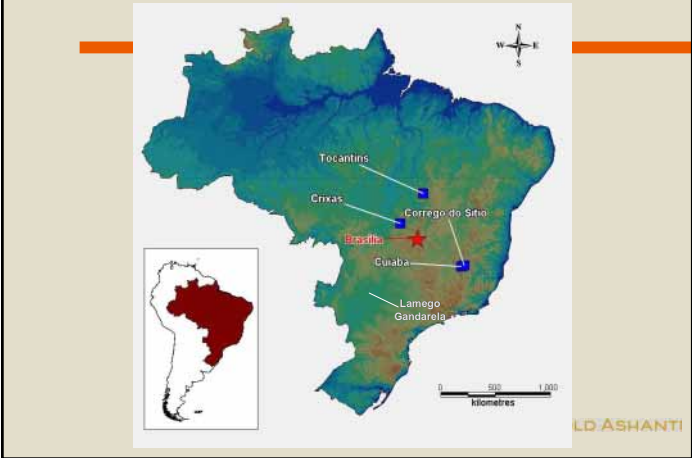 N
W E
S
Tocantins
Crixas
Corrego do Sitio
Brasilia
Cuiaba
Lamego
Gandarela
0 500 1,000
kilometres
LD ASHANTI